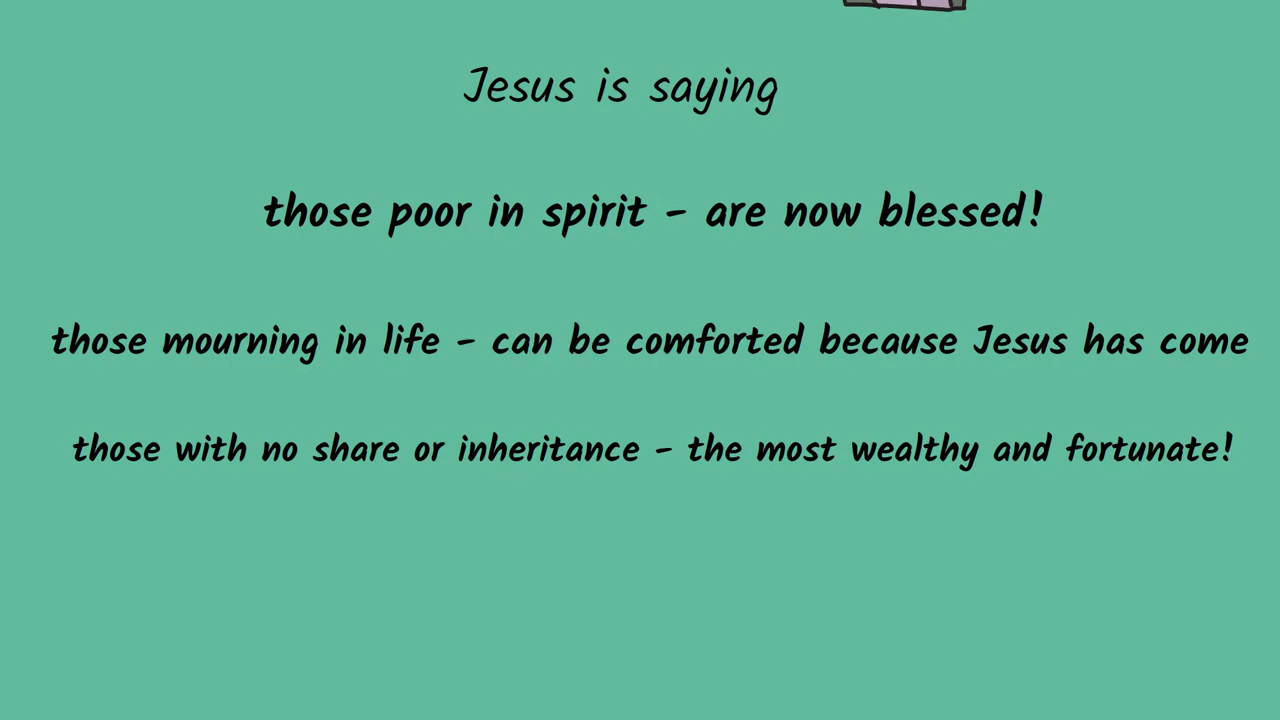 Jesus is saying
those poor in spirit - are now blessed!
those mourning in life - can be comforted because Jesus has come
those with no share or inheritance - the most wealthy and fortunate!